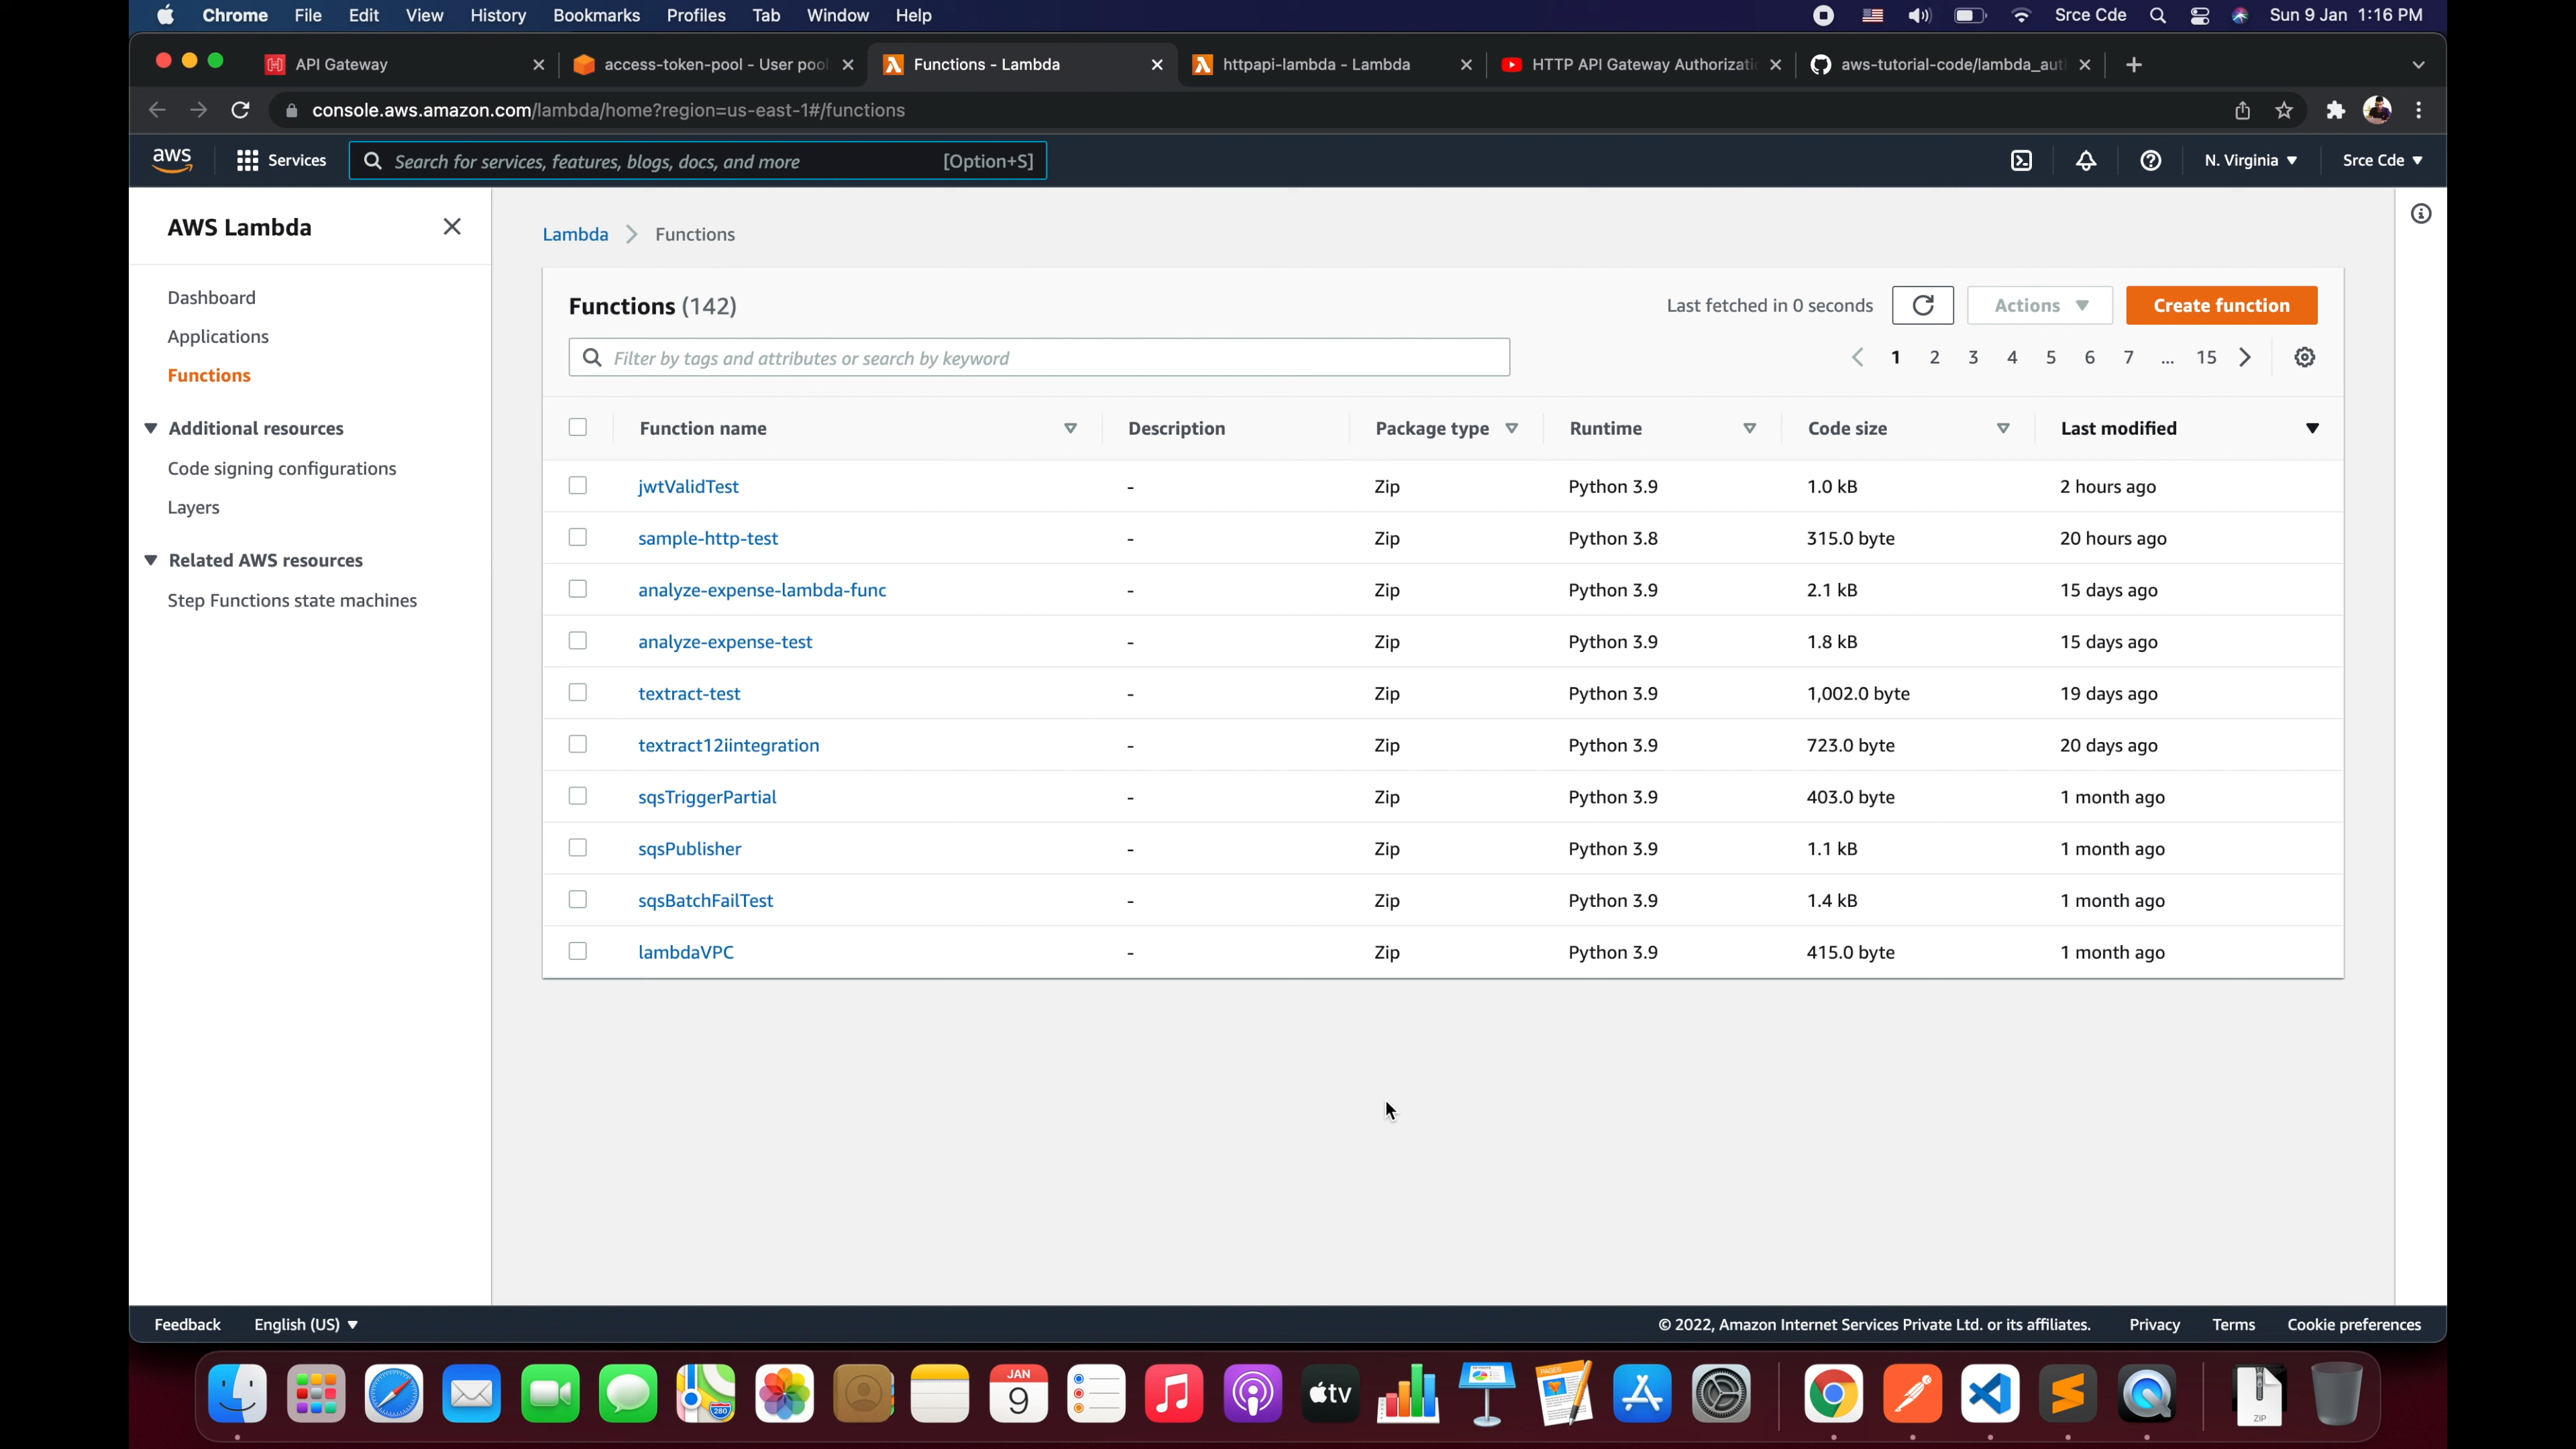 Chrome File Edit View History Bookmarks Profiles Tab Window Help Srce Cde Sun 9 Jan 1:16 PM
API Gateway access-token-pool - User pool Functions - Lambda httpapi-lambda - Lambda HTTP API Gateway Authorizatio aws-tutorial-code/lambda_aut
console.aws.amazon.com/lambda/home?region=us-east-1#/functions
aws Services Search for services, features, blogs, docs, and more [Option+S] N. Virginia Srce Cde
AWS Lambda
Dashboard
Applications
Functions
Additional resources
Code signing configurations
Layers
Related AWS resources
Step Functions state machines
Lambda Functions
Functions (142) Last fetched in 0 seconds Actions Create function
Filter by tags and attributes or search by keyword 1 2 3 4 5 6 7 ... 15
Function name Description Package type Runtime Code size Last modified
jwtValidTest - Zip Python 3.9 1.0 kB 2 hours ago
sample-http-test - Zip Python 3.8 315.0 byte 20 hours ago
analyze-expense-lambda-func - Zip Python 3.9 2.1 kB 15 days ago
analyze-expense-test - Zip Python 3.9 1.8 kB 15 days ago
textract-test - Zip Python 3.9 1,002.0 byte 19 days ago
textract12iintegration - Zip Python 3.9 723.0 byte 20 days ago
sqsTriggerPartial - Zip Python 3.9 403.0 byte 1 month ago
sqsPublisher - Zip Python 3.9 1.1 kB 1 month ago
sqsBatchFailTest - Zip Python 3.9 1.4 kB 1 month ago
lambdaVPC - Zip Python 3.9 415.0 byte 1 month ago
Feedback English (US) © 2022, Amazon Internet Services Private Ltd. or its affiliates. Privacy Terms Cookie preferences
280 JAN 9 tv PAGES ZIP